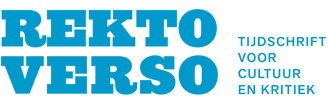 REKTO
VERSO
TIJDSCHRIFT
VOOR
CULTUUR
EN KRITIEK